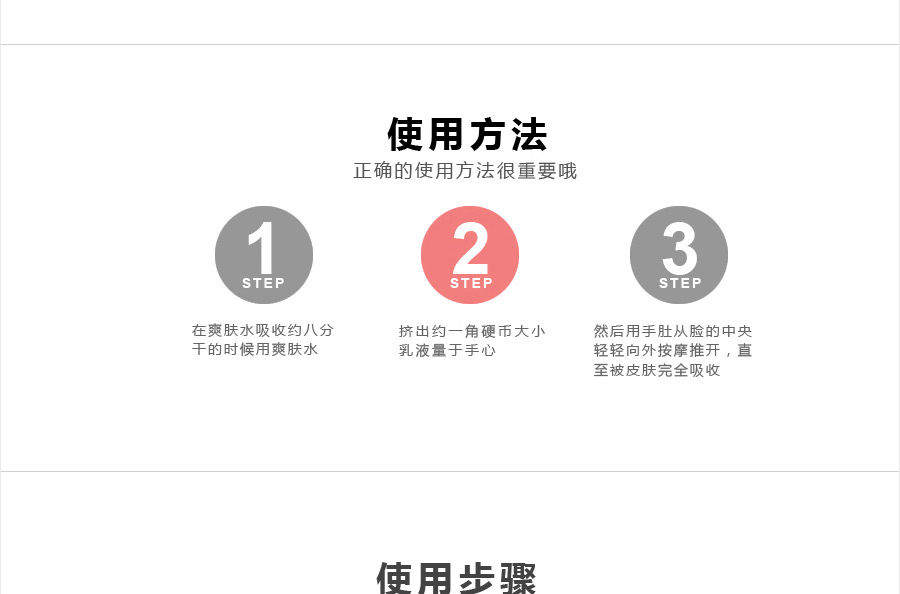 使用方法
正确的使用方法很重要哦
1
STEP
在爽肤水吸收约八分
干的时候用爽肤水
2
STEP
挤出约一角硬币大小
乳液量于手心
3
STEP
然后用手肚从脸的中央
轻轻向外按摩推开，直
至被皮肤完全吸收
使用步骤